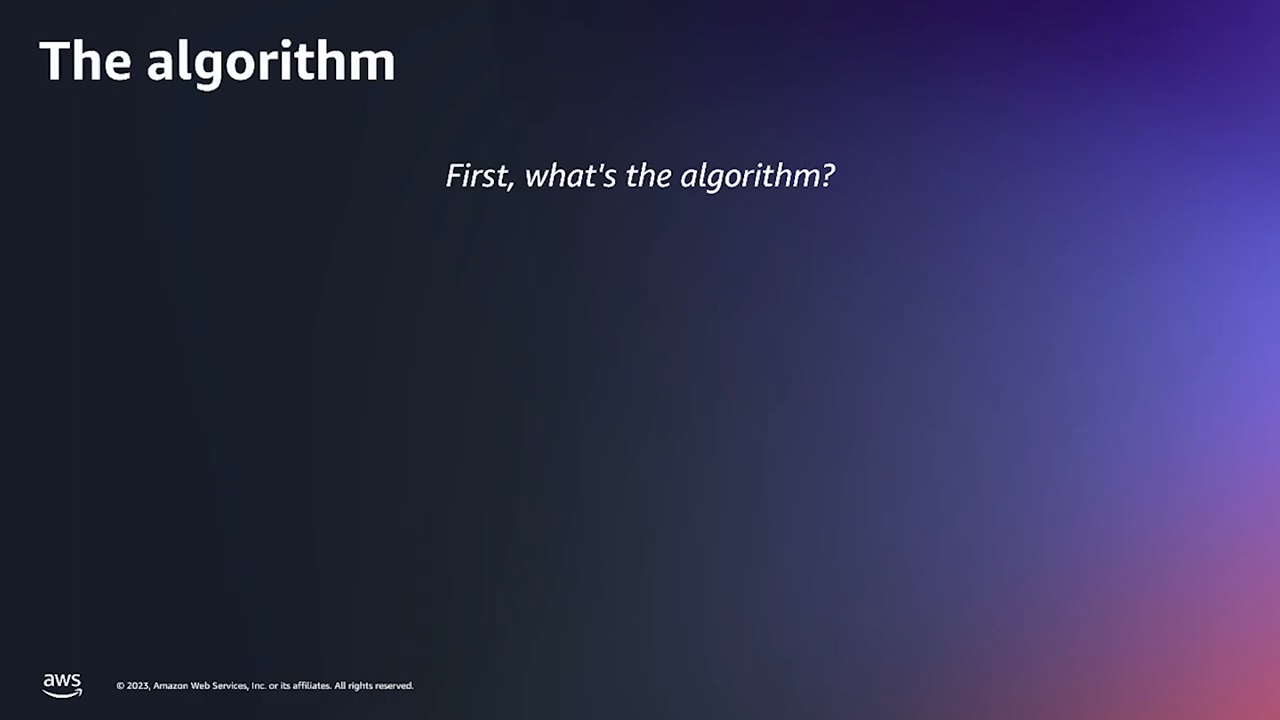 The algorithm
First, what's the algorithm?
aws
© 2023, Amazon Web Services, Inc. or its affiliates. All rights reserved.